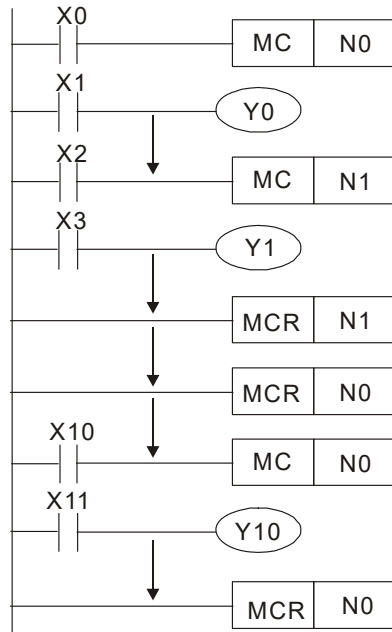 X0
MC N0
X1
Y0
X2
MC N1
X3
Y1
MCR N1
MCR N0
X10
MC N0
X11
Y10
MCR N0